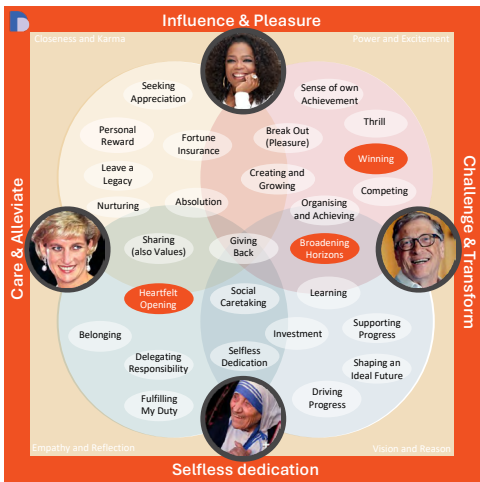 Influence & Pleasure
Closeness and Karma
Power and Excitement
Seeking
Appreciation
Sense of own
Achievement
Thrill
Personal
Reward
Fortune
Insurance
Break Out
(Pleasure)
Winning
Leave a
Legacy
Creating and
Growing
Competing
Nurturing
Absolution
Organising
and Achieving
Care & Alleviate
Challenge & Transform
Sharing
(also Values)
Giving
Back
Broadening
Horizons
Heartfelt
Opening
Social
Caretaking
Learning
Belonging
Investment
Supporting
Progress
Delegating
Responsibility
Selfless
Dedication
Shaping an
Ideal Future
Fulfilling
My Duty
Driving
Progress
Empathy and Reflection
Vision and Reason
Selfless dedication